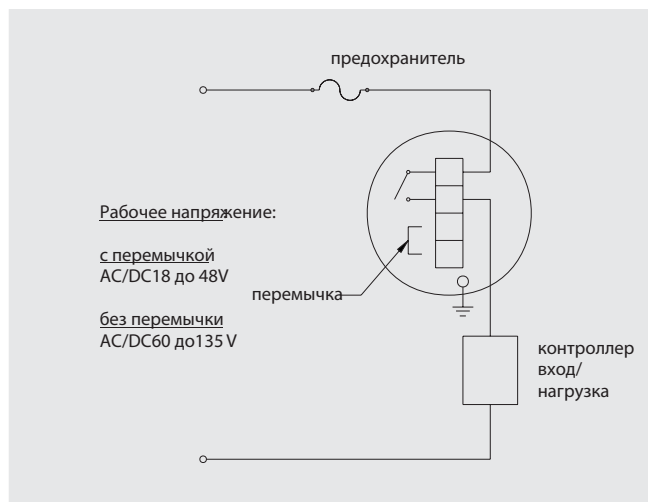 предохранитель
Рабочее напряжение:
с перемычкой
AC/DC18 до 48V
перемычка
без перемычки
AC/DC60 до135 V
контроллер
вход/
нагрузка